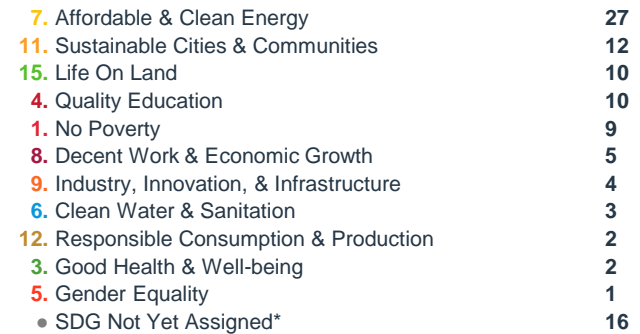 7. Affordable & Clean Energy 27
11. Sustainable Cities & Communities 12
15. Life On Land 10
4. Quality Education 10
1. No Poverty 9
8. Decent Work & Economic Growth 5
9. Industry, Innovation, & Infrastructure 4
6. Clean Water & Sanitation 3
12. Responsible Consumption & Production 2
3. Good Health & Well-being 2
5. Gender Equality 1
● SDG Not Yet Assigned* 16